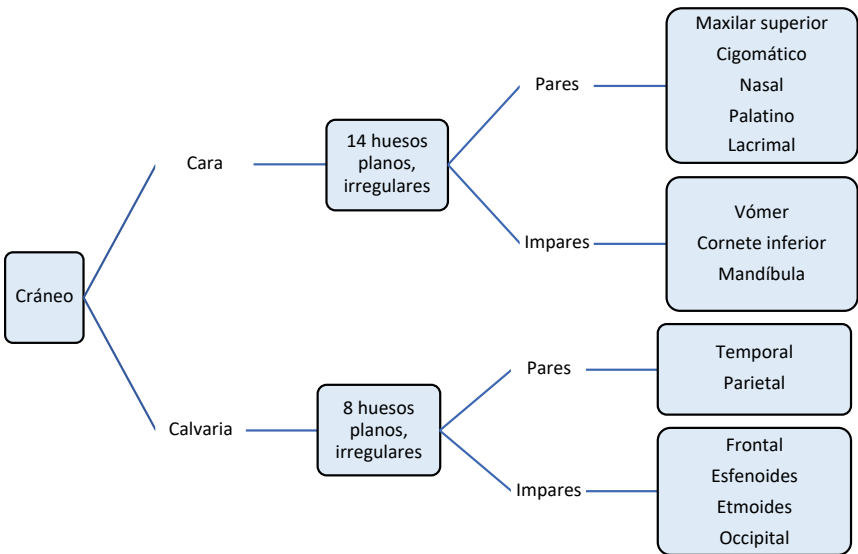 Cráneo
Cara
14 huesos
planos,
irregulares
Pares
Maxilar superior
Cigomático
Nasal
Palatino
Lacrimal
Impares
Vómer
Cornete inferior
Mandíbula
Calvaria
8 huesos
planos,
irregulares
Pares
Temporal
Parietal
Impares
Frontal
Esfenoides
Etmoides
Occipital